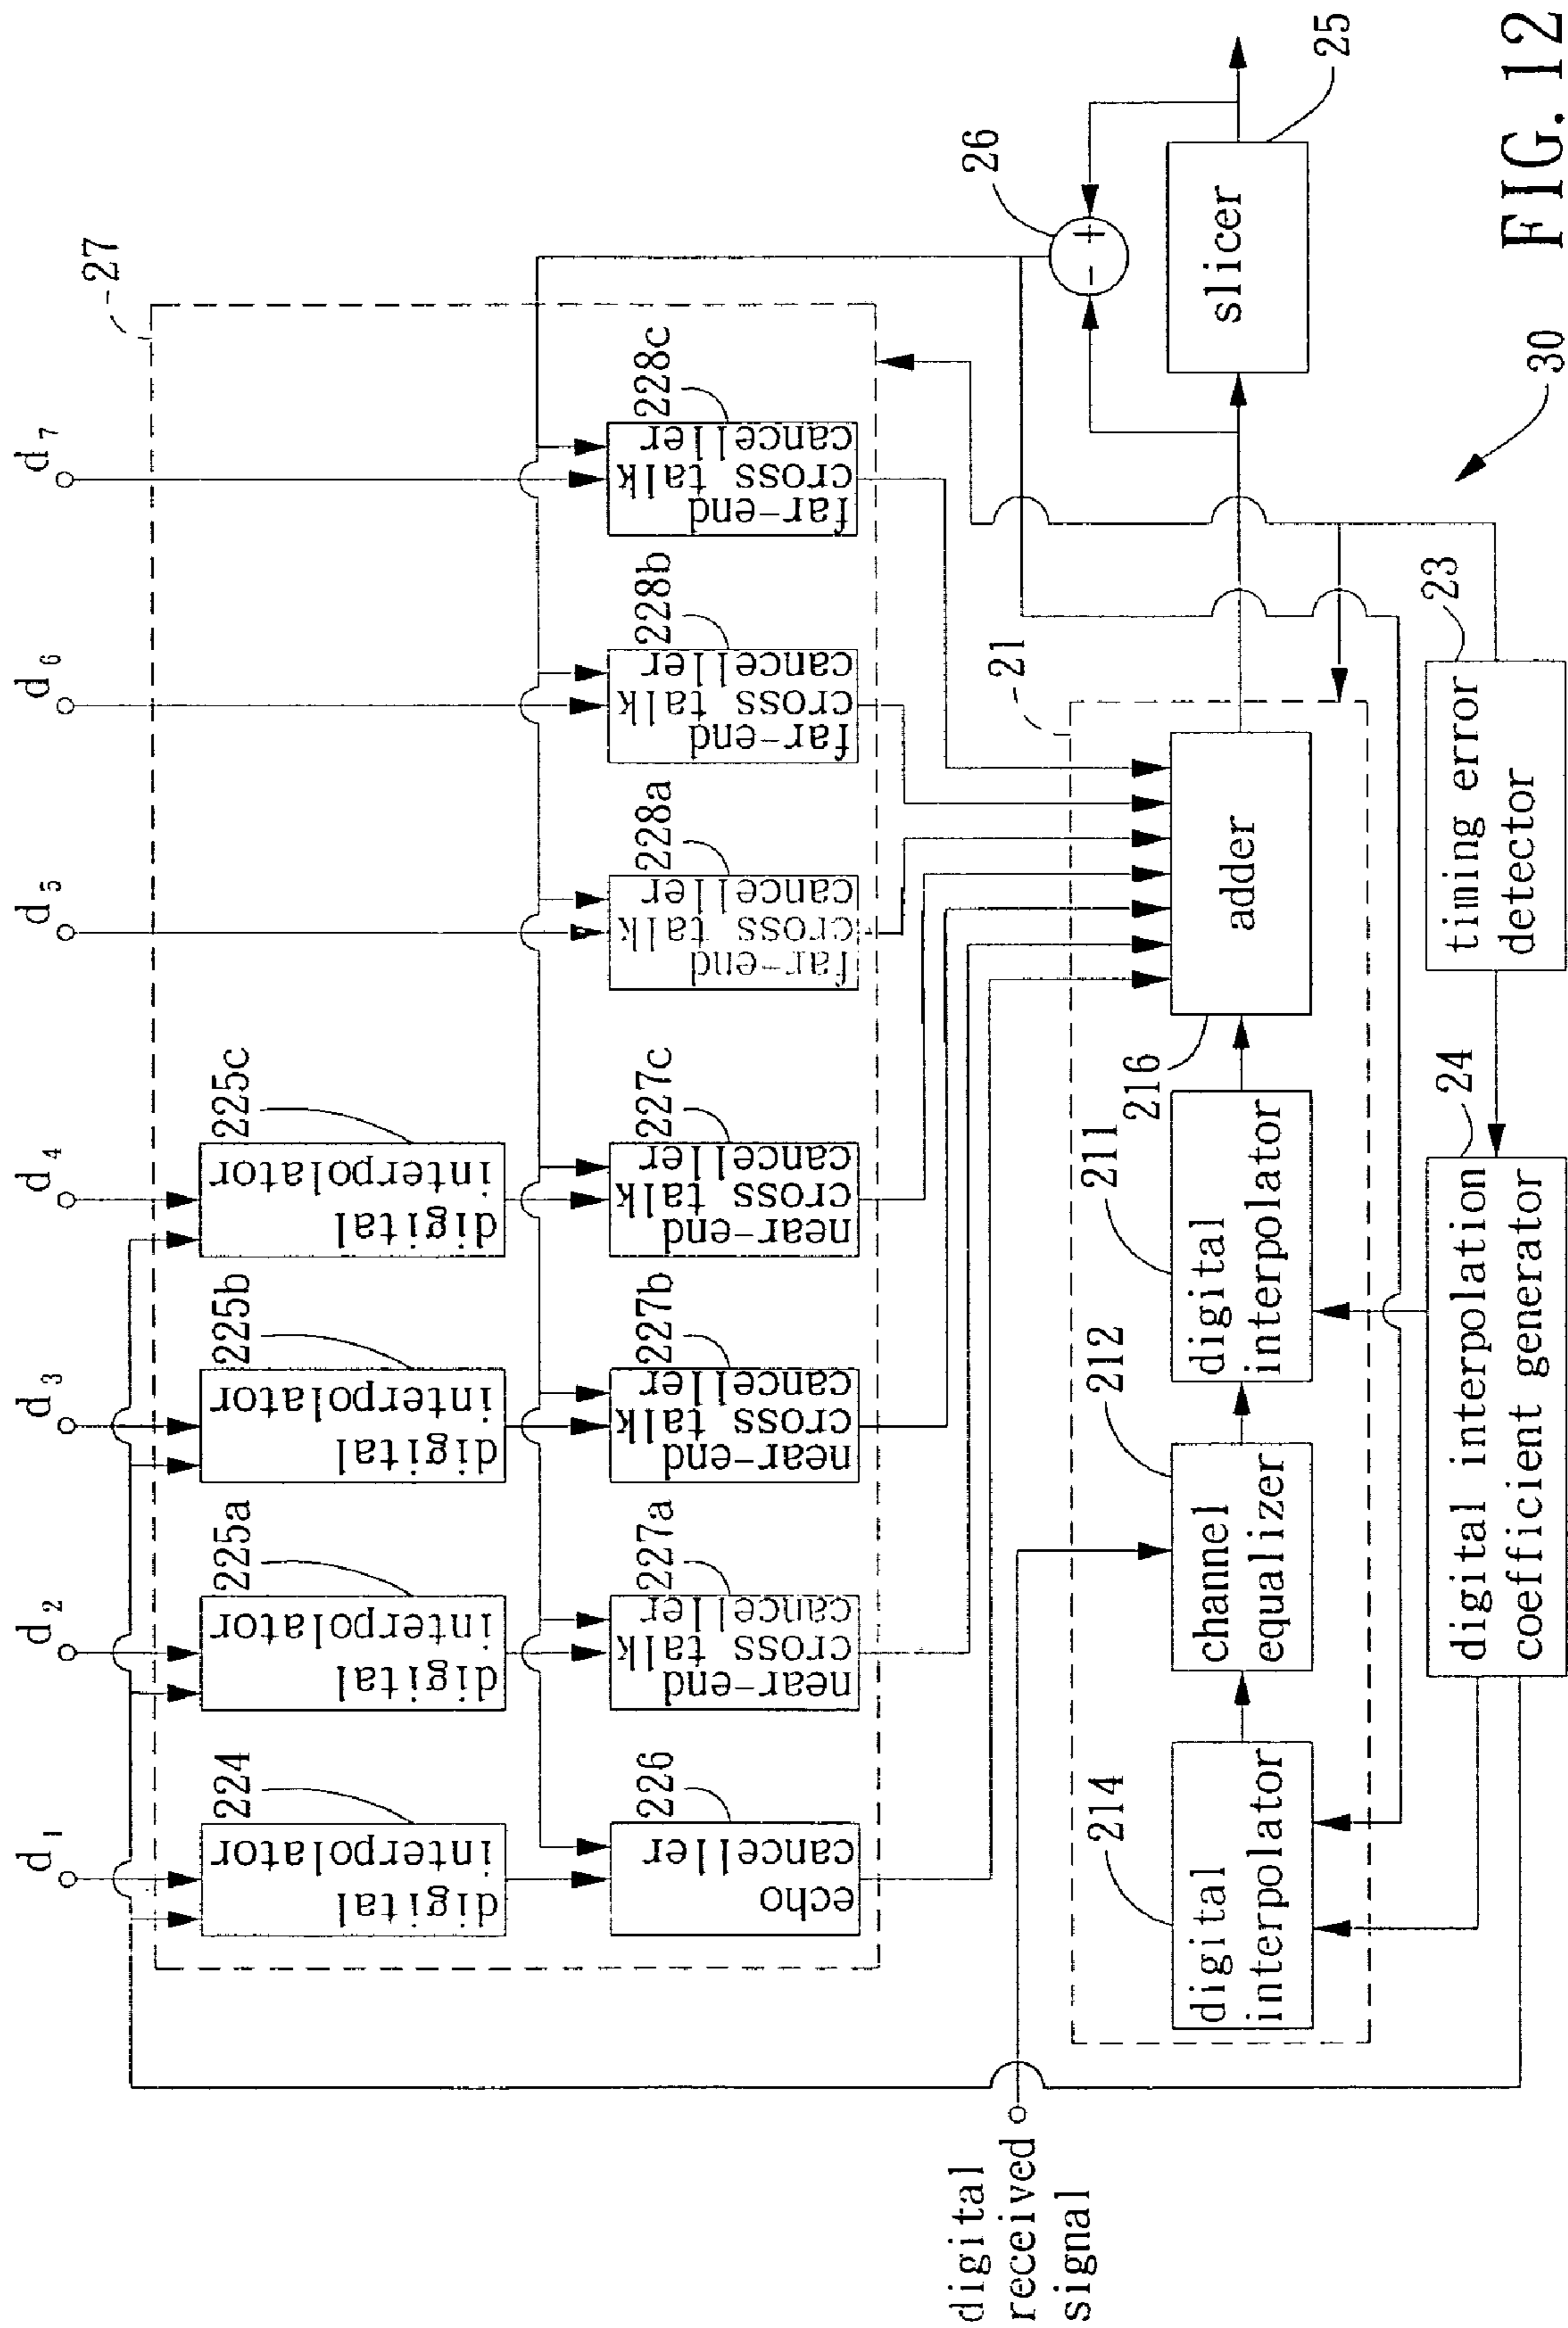 d1
d2
d3
d4
d5
d6
d7
27
224
225a
225b
225c
digital
interpolator
digital
interpolator
digital
interpolator
digital
interpolator
226
227a
227b
227c
228a
228b
228c
echo
canceller
near-end
cross talk
canceller
near-end
cross talk
canceller
near-end
cross talk
canceller
far-end
cross talk
canceller
far-end
cross talk
canceller
far-end
cross talk
canceller
26
- +
digital
received
signal
21
214
212
211
216
digital
interpolator
channel
equalizer
digital
interpolator
adder
slicer
25
24
23
digital interpolation
coefficient generator
timing error
detector
30
FIG. 12